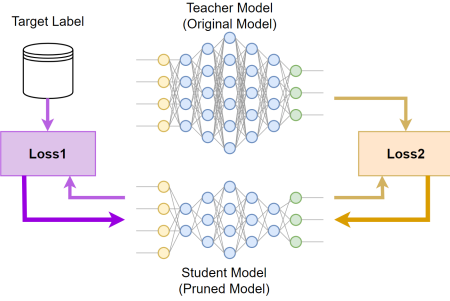 Target Label
Teacher Model
(Original Model)
Loss1
Loss2
Student Model
(Pruned Model)